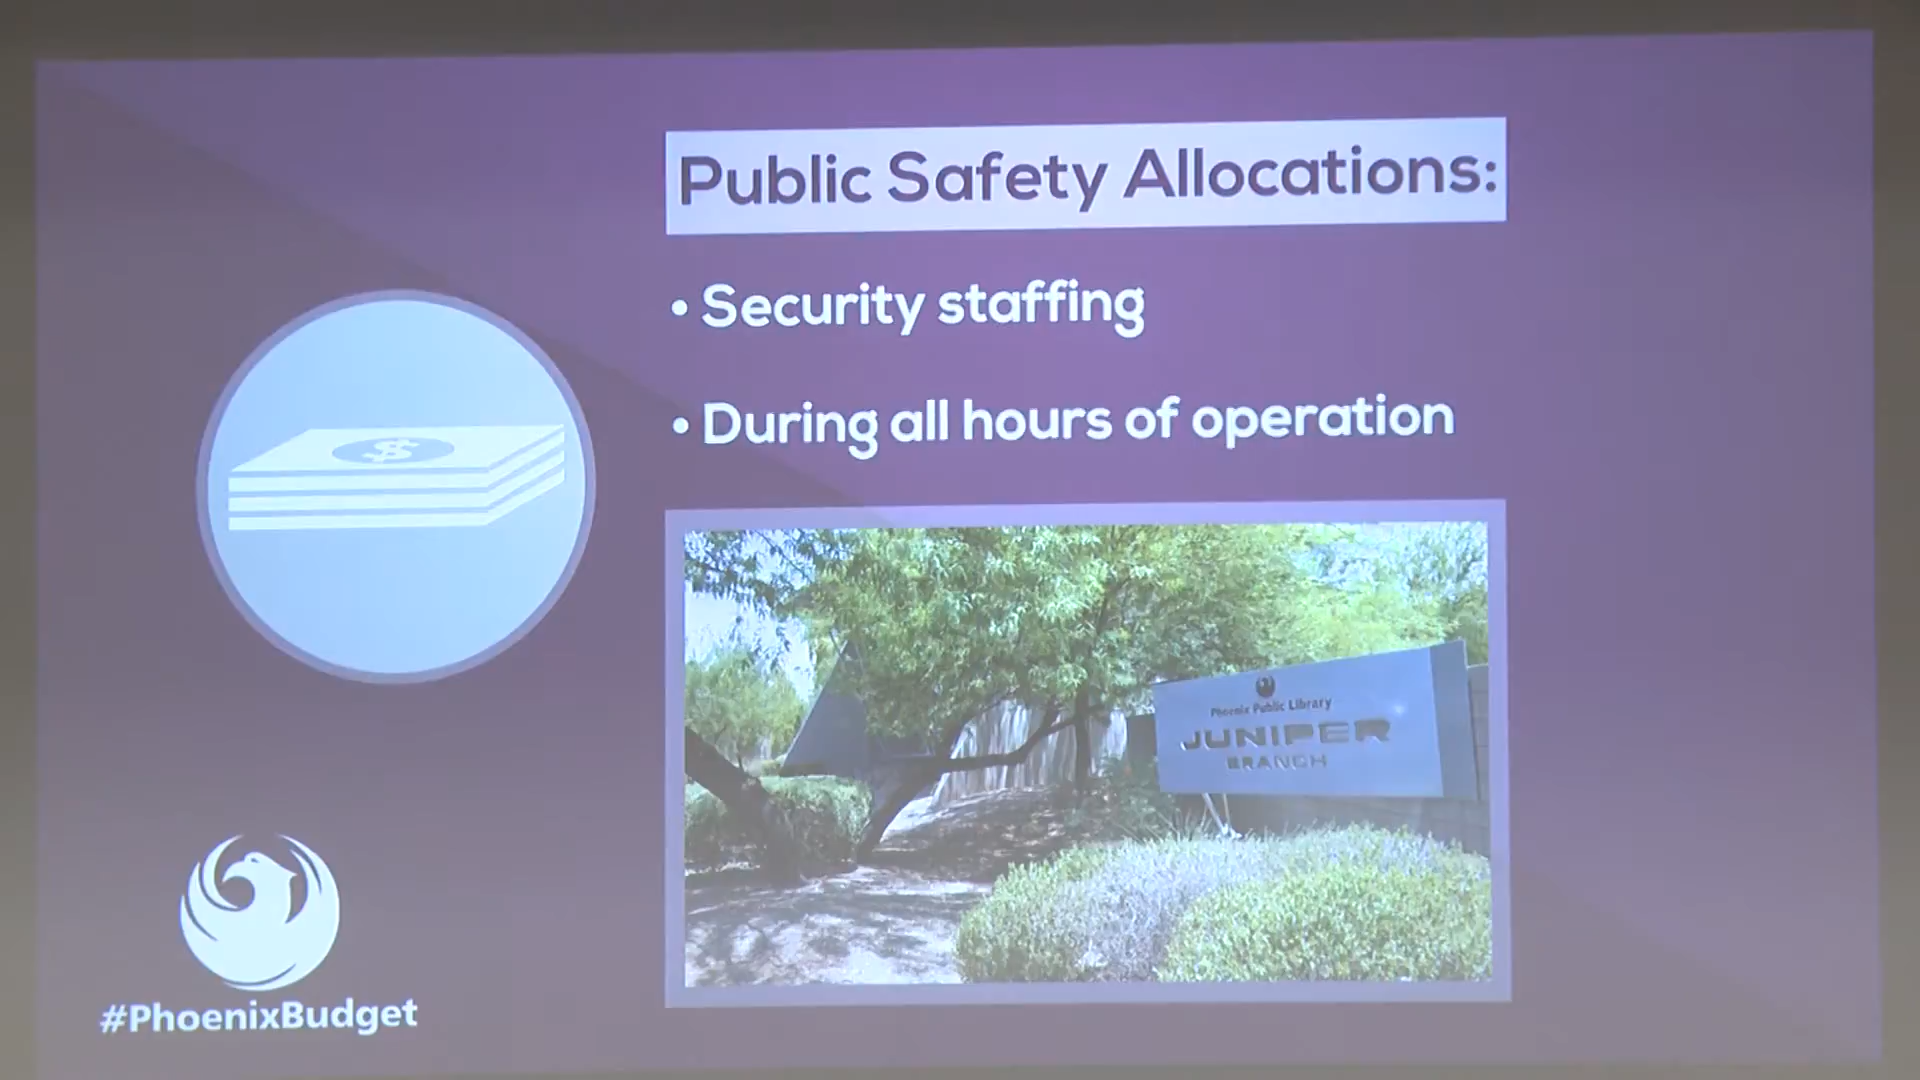 Public Safety Allocations:
• Security staffing
• During all hours of operation
$
Phoenix Public Library
JUNIPER
BRANCH
#PhoenixBudget